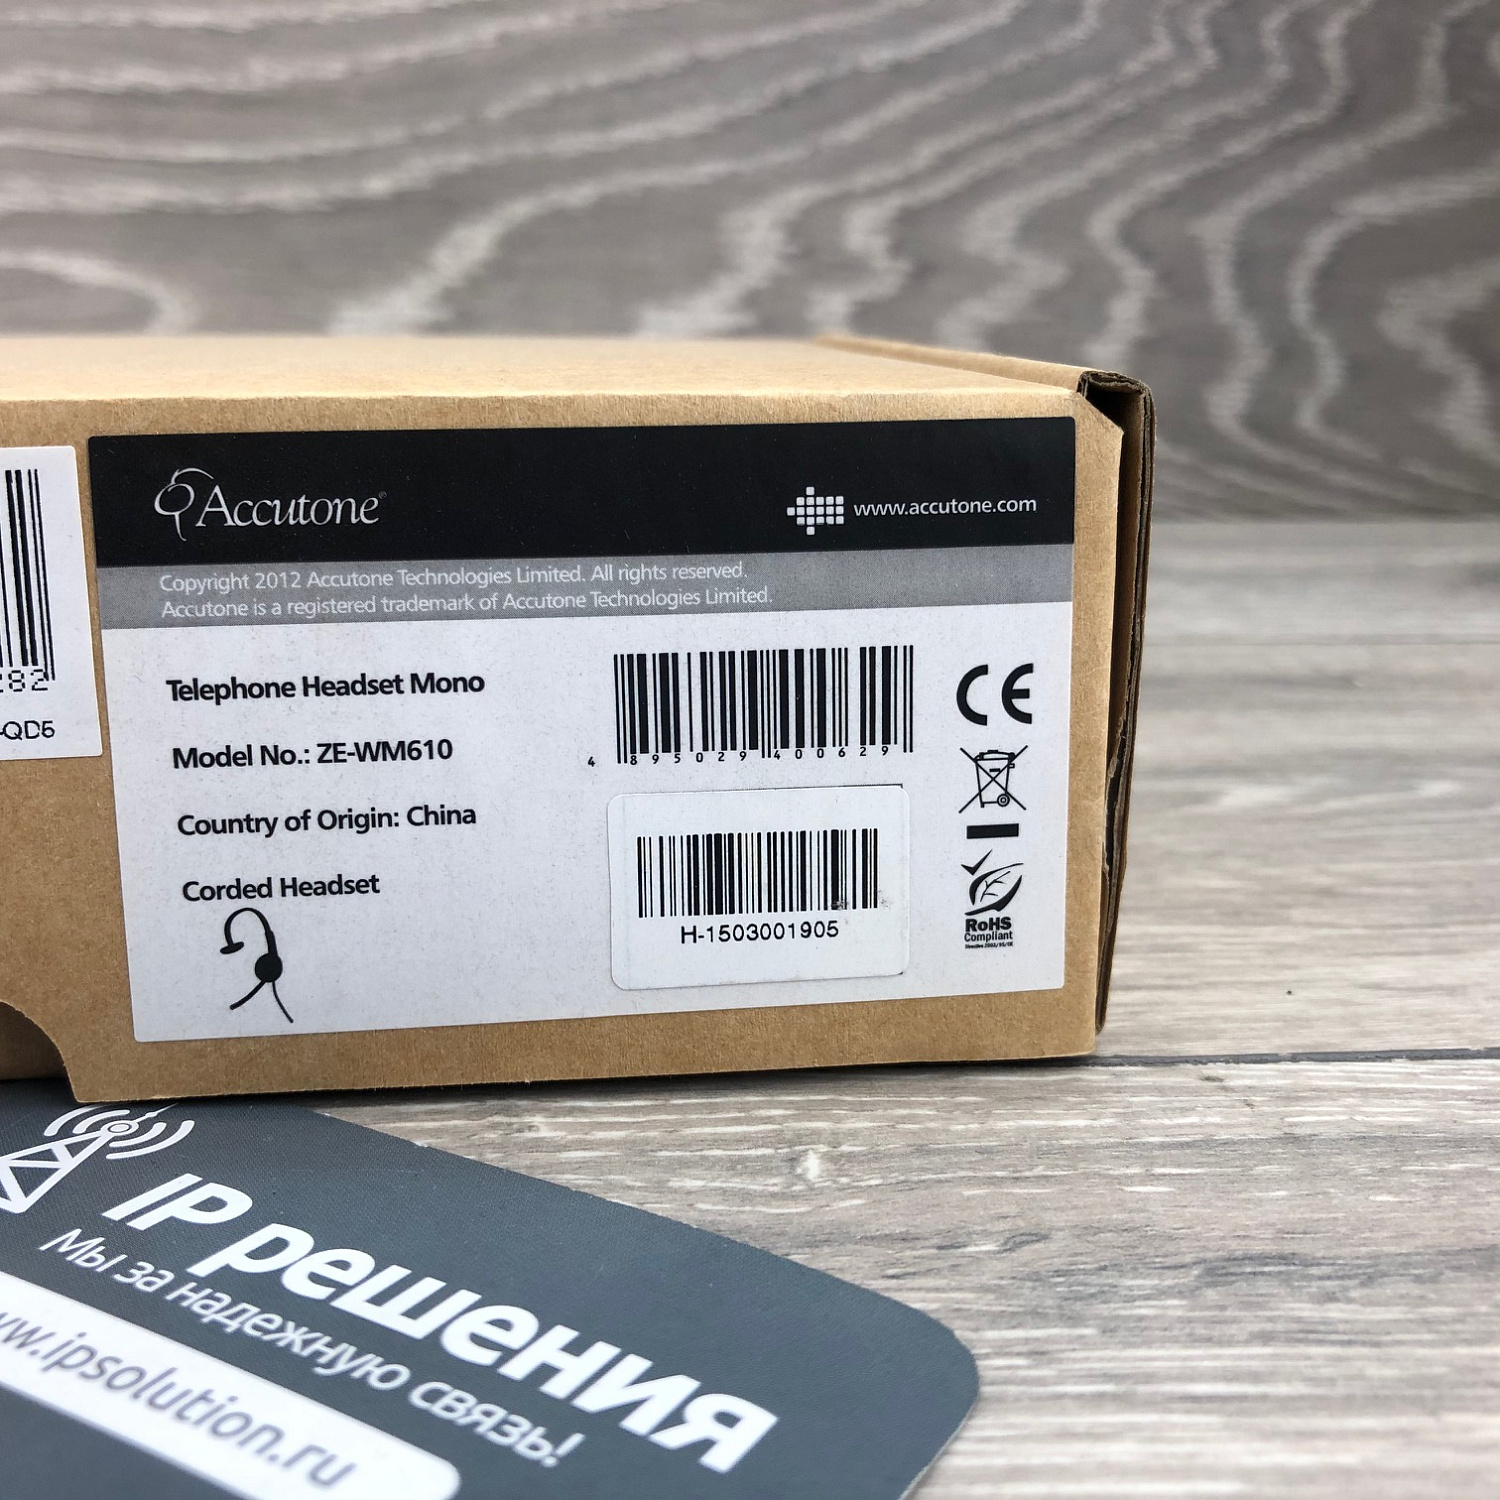 Accutone®
www.accutone.com
Copyright 2012 Accutone Technologies Limited. All rights reserved.
Accutone is a registered trademark of Accutone Technologies Limited.
82
-QD5
Telephone Headset Mono
Model No.: ZE-WM610
Country of Origin: China
Corded Headset
4 895029 400629
H-1503001905
CE
RoHS
Compliant
IP решения
Мы за надежную связь!
w.ipsolution.ru